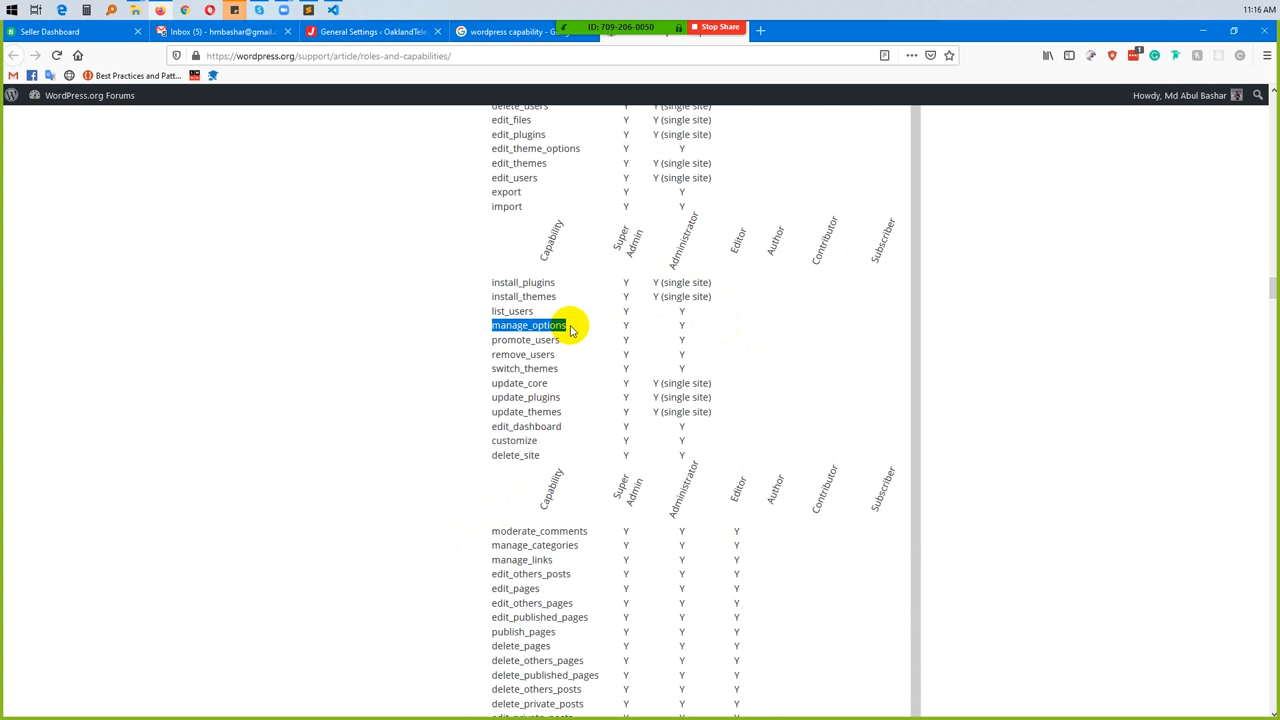 11:16 AM
Seller Dashboard
Inbox (5) - hmbashar@gmail.c
General Settings ‹ OaklandTele
wordpress capability - G
ID: 709-206-0050
Stop Share
https://wordpress.org/support/article/roles-and-capabilities/
1
Best Practices and Patt...
WordPress.org Forums
Howdy, Md Abul Bashar
delete_users Y Y (single site)
edit_files Y Y (single site)
edit_plugins Y Y (single site)
edit_theme_options Y Y
edit_themes Y Y (single site)
edit_users Y Y (single site)
export Y Y
import Y Y
Capability Super Admin Administrator Editor Author Contributor Subscriber
install_plugins Y Y (single site)
install_themes Y Y (single site)
list_users Y Y
manage_options Y Y
promote_users Y Y
remove_users Y Y
switch_themes Y Y
update_core Y Y (single site)
update_plugins Y Y (single site)
update_themes Y Y (single site)
edit_dashboard Y Y
customize Y Y
delete_site Y Y
Capability Super Admin Administrator Editor Author Contributor Subscriber
moderate_comments Y Y Y
manage_categories Y Y Y
manage_links Y Y Y
edit_others_posts Y Y Y
edit_pages Y Y Y
edit_others_pages Y Y Y
edit_published_pages Y Y Y
publish_pages Y Y Y
delete_pages Y Y Y
delete_others_pages Y Y Y
delete_published_pages Y Y Y
delete_others_posts Y Y Y
delete_private_posts Y Y Y